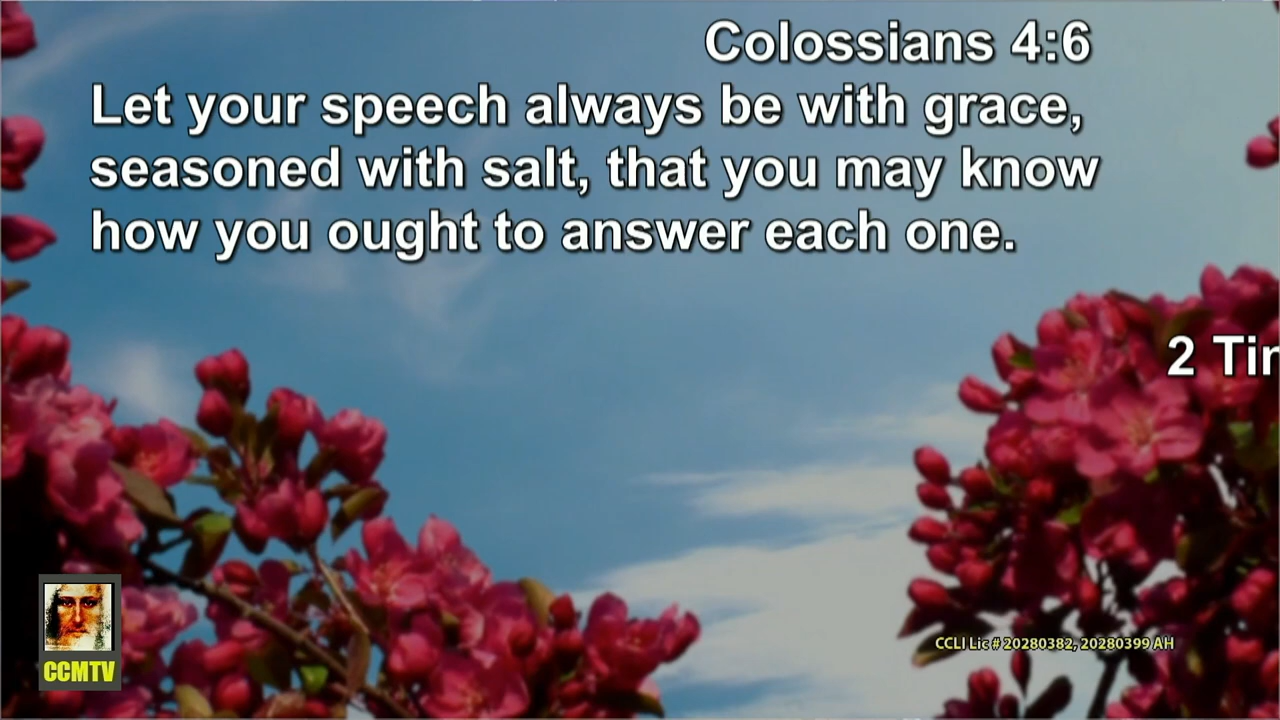 Colossians 4:6
Let your speech always be with grace,
seasoned with salt, that you may know
how you ought to answer each one.
2
CCLI Lic # 20280382, 20280399 AH
CCMTV